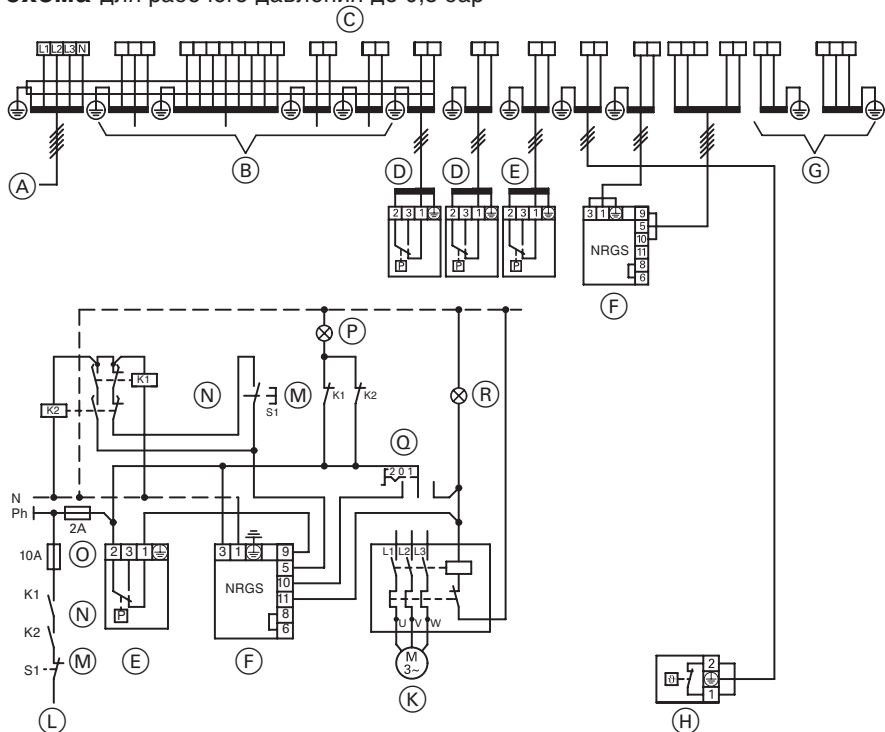 схема для рабочего давления до 0,5 бар
C
L1 L2 L3 N
A
B
D
D
E
G
2 3 1
2 3 1
2 3 1
3 1
9
5
10
11
8
6
NRGS
P
P
P
F
P
K1
K2
N
M
S1
K1
K2
R
Q
2 0 1
N
Ph
2A
10A
O
K1
N
K2
M
S1
L
2 3 1
P
E
3 1
9
5
10
11
8
6
NRGS
F
L1 L2 L3
U V W
M
3~
K
2
1
H